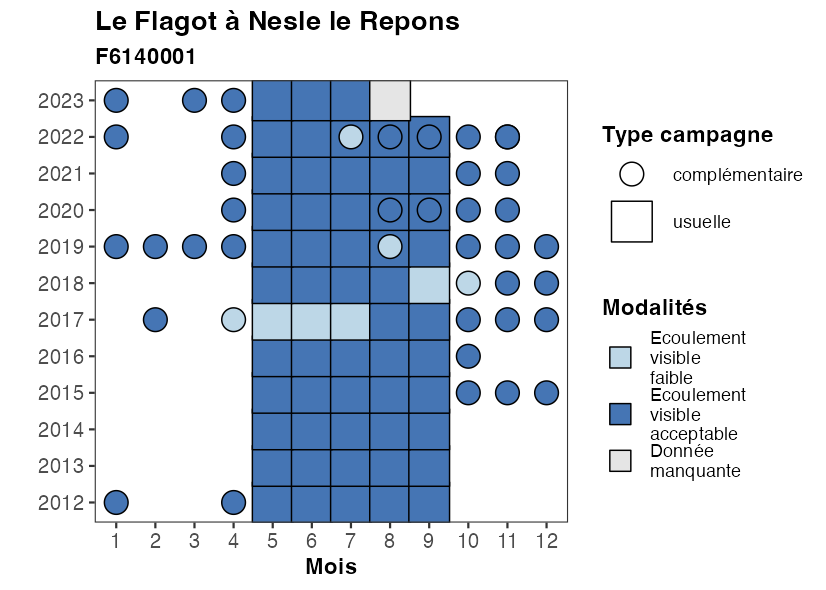 Le Flagot à Nesle le Repons
F6140001
2023
2022
2021
2020
2019
2018
2017
2016
2015
2014
2013
2012
1 2 3 4 5 6 7 8 9 10 11 12
Mois
Type campagne
complémentaire
usuelle
Modalités
Ecoulement
visible
faible
Ecoulement
visible
acceptable
Donnée
manquante